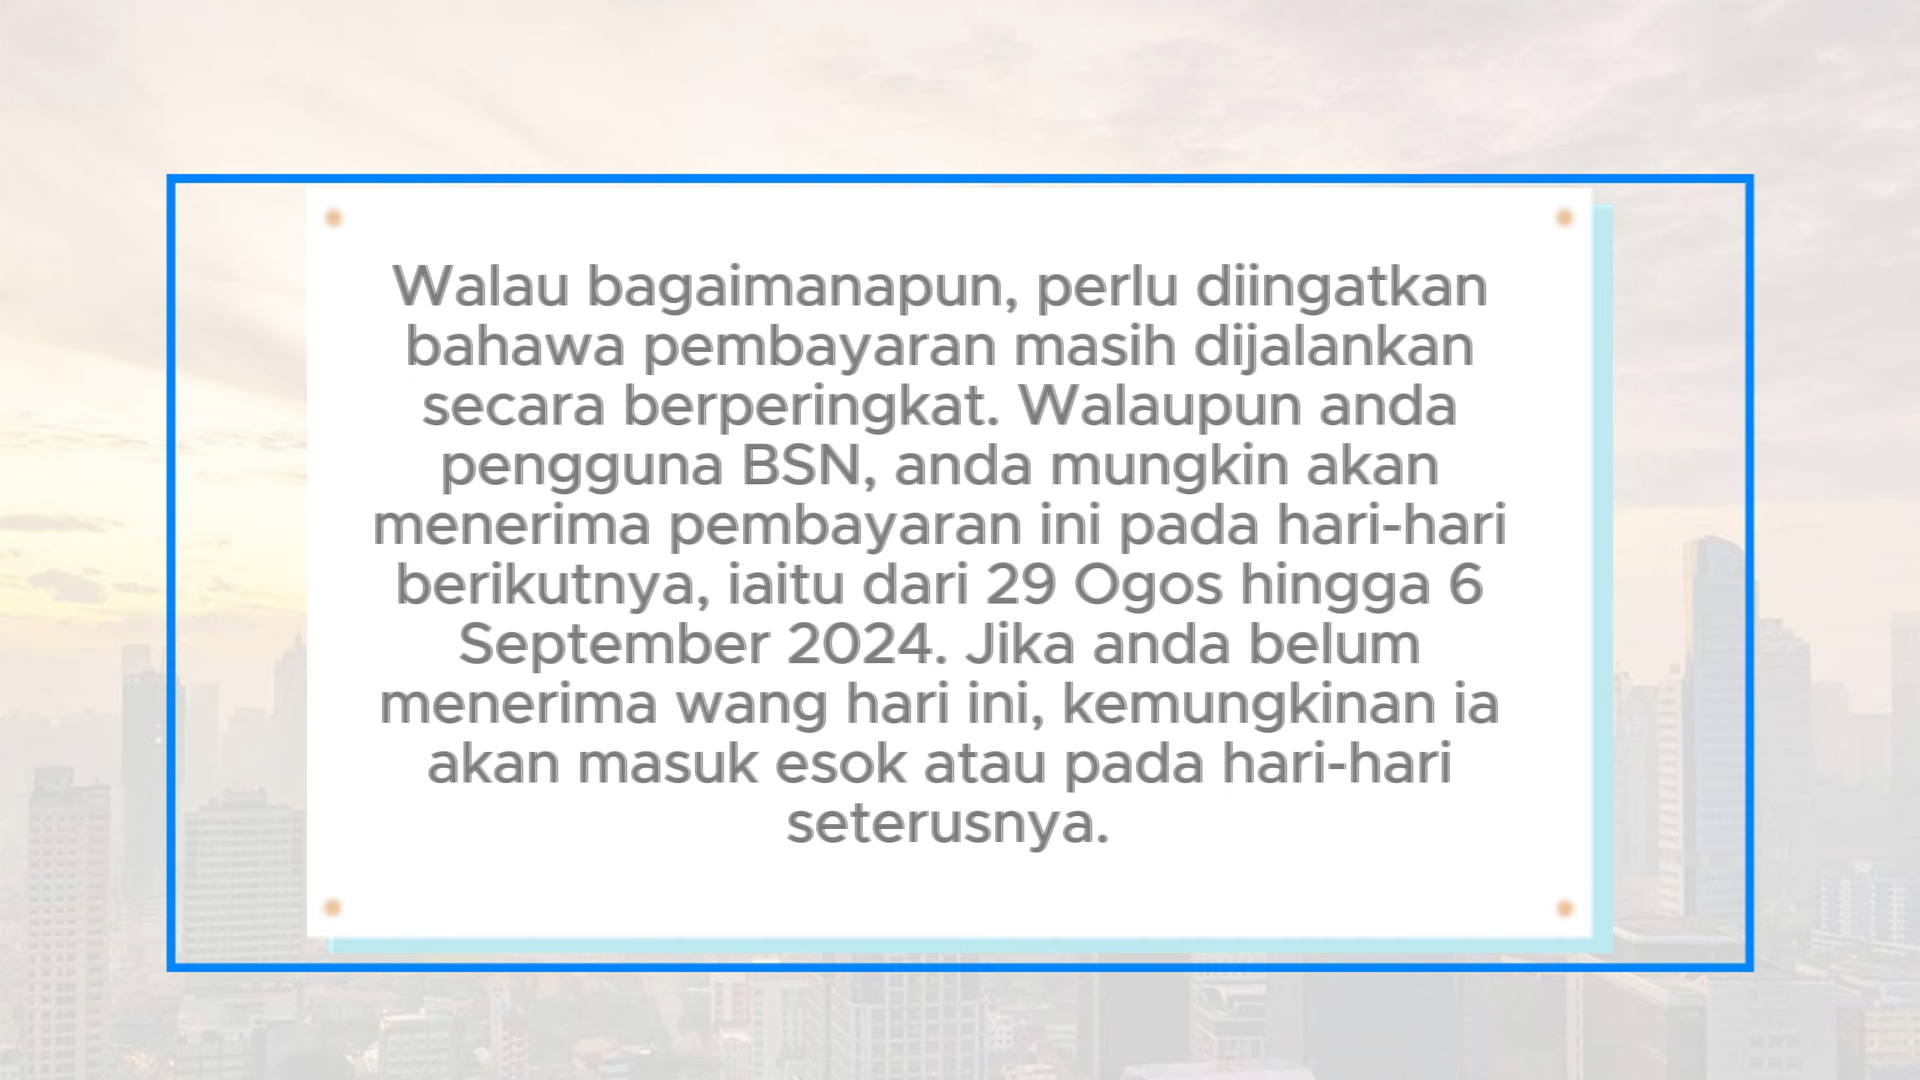 Walau bagaimanapun, perlu diingatkan
bahawa pembayaran masih dijalankan
secara berperingkat. Walaupun anda
pengguna BSN, anda mungkin akan
menerima pembayaran ini pada hari-hari
berikutnya, iaitu dari 29 Ogos hingga 6
September 2024. Jika anda belum
menerima wang hari ini, kemungkinan ia
akan masuk esok atau pada hari-hari
seterusnya.